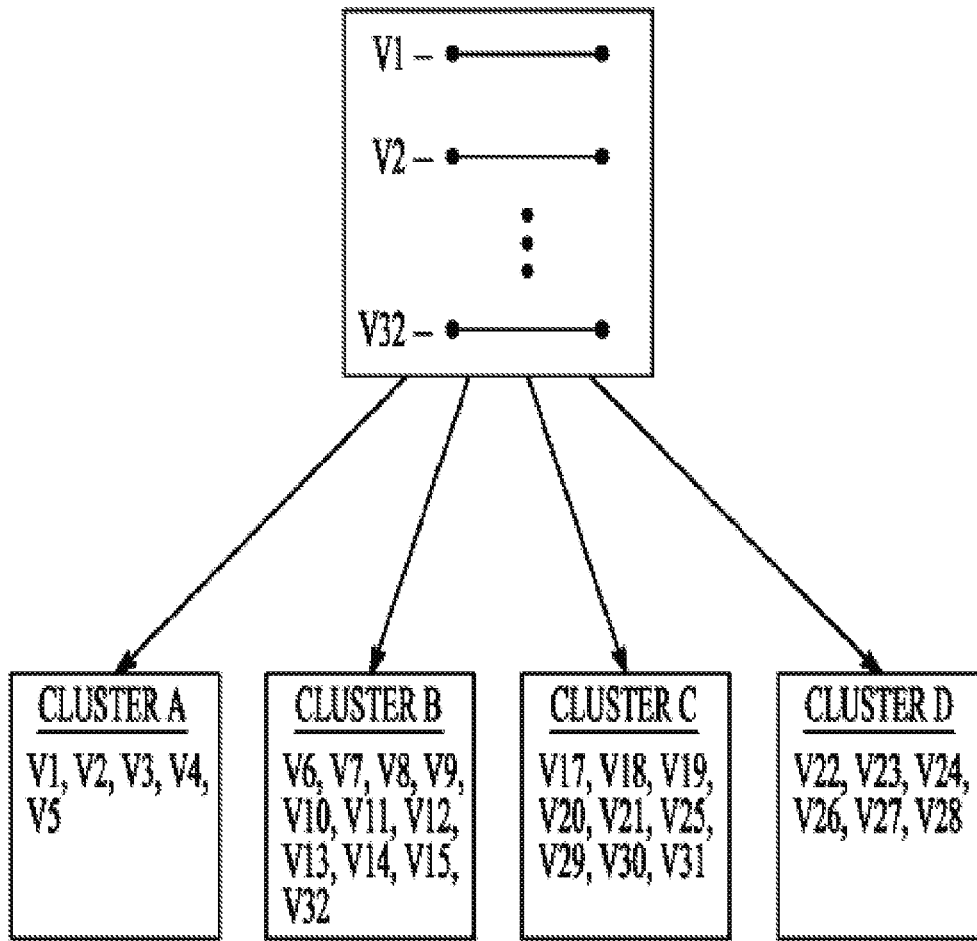 V1 –
V2 –
V32 –
CLUSTER A
V1, V2, V3, V4,
V5
CLUSTER B
V6, V7, V8, V9,
V10, V11, V12,
V13, V14, V15,
V32
CLUSTER C
V17, V18, V19,
V20, V21, V25,
V29, V30, V31
CLUSTER D
V22, V23, V24,
V26, V27, V28